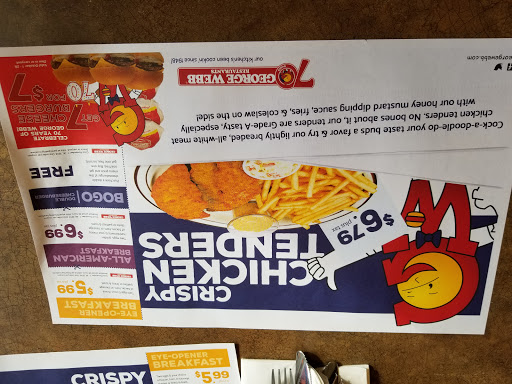 CRISPY
CHICKEN
TENDERS
$6.79
plus tax
Cock-a-doodle-do your taste buds a favor & try our lightly breaded, all-white meat
chicken tenders. No bones about it, our tenders are Grade-A tasty, especially
with our honey mustard dipping sauce, fries, & coleslaw on the side!
70 GEORGE WEBB
RESTAURANTS
our kitchen's been cookin' since 1948!
EYE-OPENER
BREAKFAST
$5.99
ALL-AMERICAN
BREAKFAST
$6.99
BOGO
DOUBLE
CHEESEBURGER
FREE
CELEBRATE
70 YEARS OF
GEORGE WEBB!
GET 7 CHEESE
BURGERS
FOR $7
70
CRISPY
EYE-OPENER
BREAKFAST
$5.99